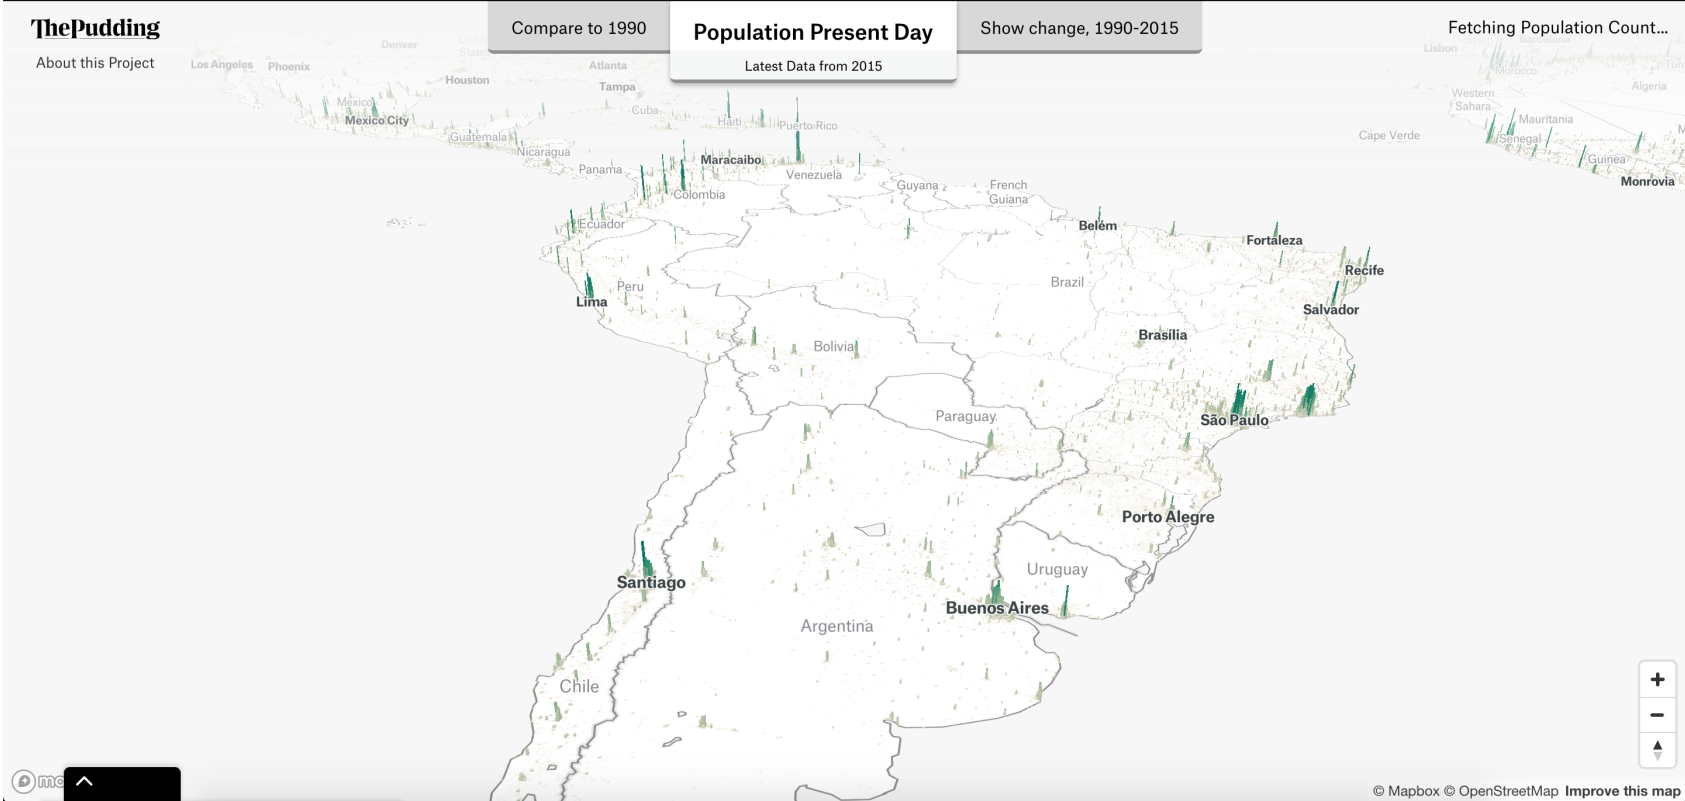 ThePudding
About this Project
Compare to 1990
Population Present Day
Latest Data from 2015
Show change, 1990-2015
Fetching Population Count...
Denver
United
States
Los Angeles
Phoenix
Houston
Atlanta
Tampa
Mexico
Mexico City
Guatemala
Nicaragua
Panama
Cuba
Haiti
Puerto Rico
Lisbon
Barcelona
Morocco
Algeria
Western
Sahara
Mauritania
Cape Verde
Senegal
Guinea
Monrovia
Maracaibo
Venezuela
Colombia
Guyana
French
Guiana
Ecuador
Belém
Fortaleza
Recife
Peru
Lima
Brazil
Salvador
Brasília
Bolivia
Paraguay
São Paulo
Porto Alegre
Uruguay
Santiago
Buenos Aires
Argentina
Chile
© Mapbox © OpenStreetMap Improve this map